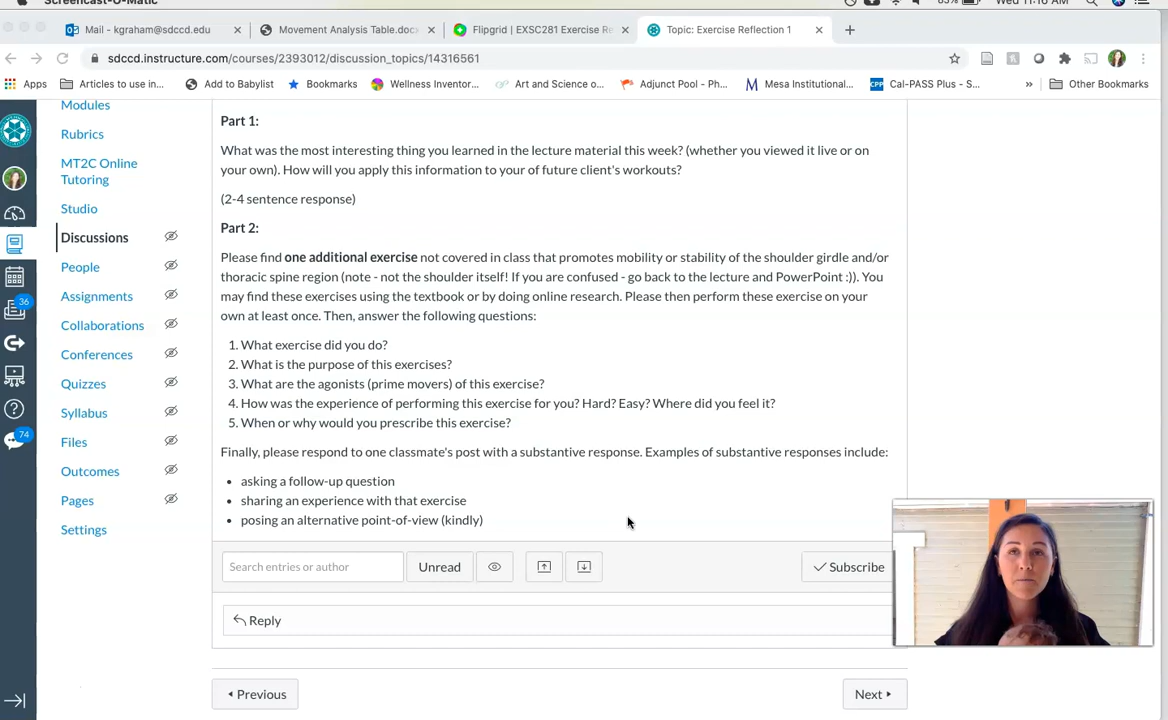 Screencast-O-Matic
63% Wed 11:16 AM
Mail - kgraham@sdccd.edu
Movement Analysis Table.docx
Flipgrid | EXSC281 Exercise Re
Topic: Exercise Reflection 1
sdccd.instructure.com/courses/2393012/discussion_topics/14316561
Apps
Articles to use in...
Add to Babylist
Bookmarks
Wellness Inventor...
Art and Science o...
Adjunct Pool - Ph...
Mesa Institutional...
CPP
Cal-PASS Plus - S...
»
Other Bookmarks
Modules
Rubrics
MT2C Online
Tutoring
Studio
Discussions
People
Assignments
Collaborations
Conferences
Quizzes
Syllabus
Files
Outcomes
Pages
Settings
36
74
Part 1:
What was the most interesting thing you learned in the lecture material this week? (whether you viewed it live or on
your own). How will you apply this information to your of future client's workouts?
(2-4 sentence response)
Part 2:
Please find one additional exercise not covered in class that promotes mobility or stability of the shoulder girdle and/or
thoracic spine region (note - not the shoulder itself! If you are confused - go back to the lecture and PowerPoint :)). You
may find these exercises using the textbook or by doing online research. Please then perform these exercise on your
own at least once. Then, answer the following questions:
1. What exercise did you do?
2. What is the purpose of this exercises?
3. What are the agonists (prime movers) of this exercise?
4. How was the experience of performing this exercise for you? Hard? Easy? Where did you feel it?
5. When or why would you prescribe this exercise?
Finally, please respond to one classmate's post with a substantive response. Examples of substantive responses include:
• asking a follow-up question
• sharing an experience with that exercise
• posing an alternative point-of-view (kindly)
Search entries or author
Unread
Subscribe
Reply
Previous
Next